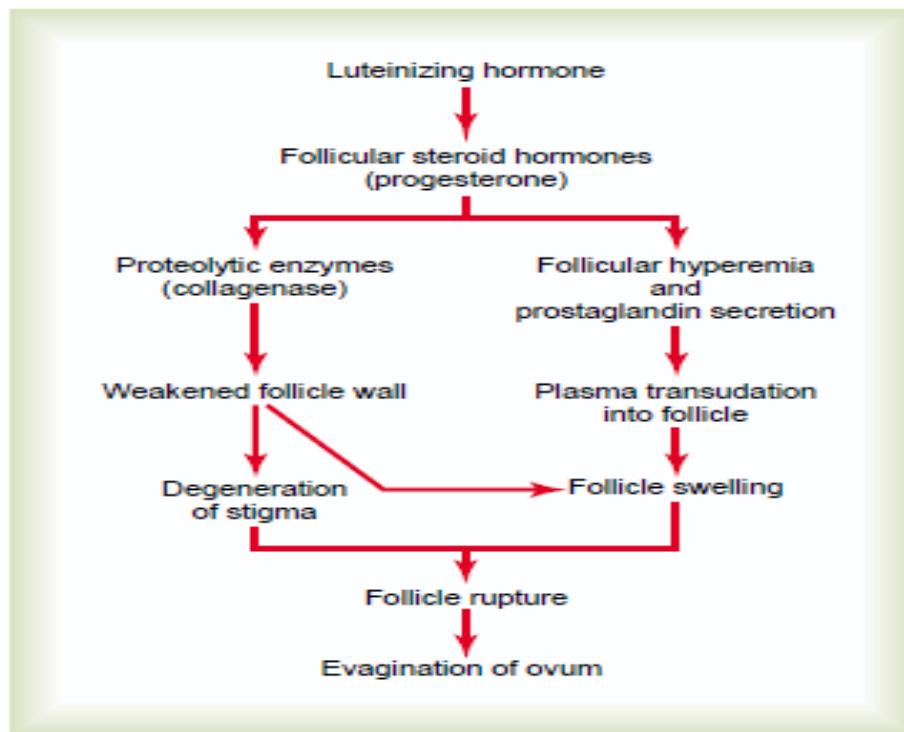 Luteinizing hormone
Follicular steroid hormones
(progesterone)
Proteolytic enzymes
(collagenase)
Follicular hyperemia
and
prostaglandin secretion
Weakened follicle wall
Plasma transudation
into follicle
Degeneration
of stigma
Follicle swelling
Follicle rupture
Evagination of ovum